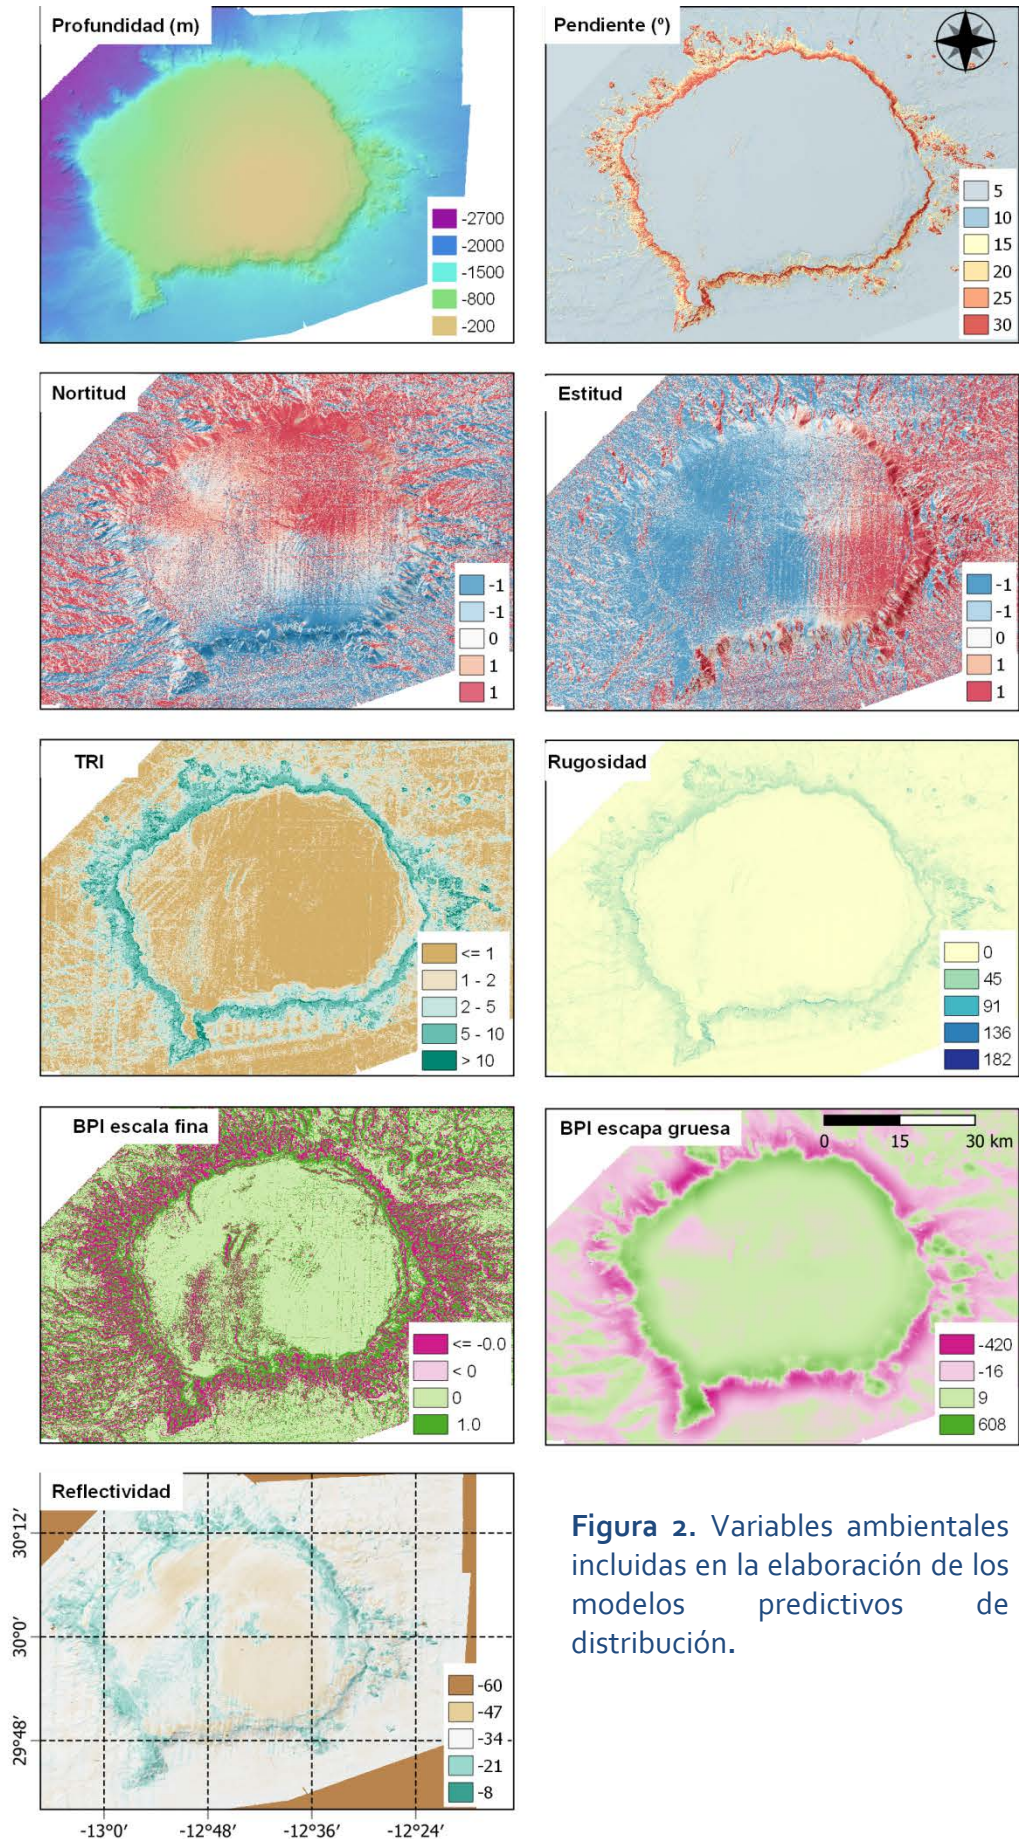 Profundidad (m)
-2700
-2000
-1500
-800
-200
Pendiente (º)
5
10
15
20
25
30
Nortitud
-1
-1
0
1
1
Estitud
-1
-1
0
1
1
TRI
<= 1
1 - 2
2 - 5
5 - 10
> 10
Rugosidad
0
45
91
136
182
BPI escala fina
<= -0.0
< 0
0
1.0
BPI escapa gruesa
0 15 30 km
-420
-16
9
608
Reflectividad
30°12′
30°0′
29°48′
-60
-47
-34
-21
-8
-13°0′ -12°48′ -12°36′ -12°24′
Figura 2. Variables ambientales
incluidas en la elaboración de los
modelos predictivos de
distribución.